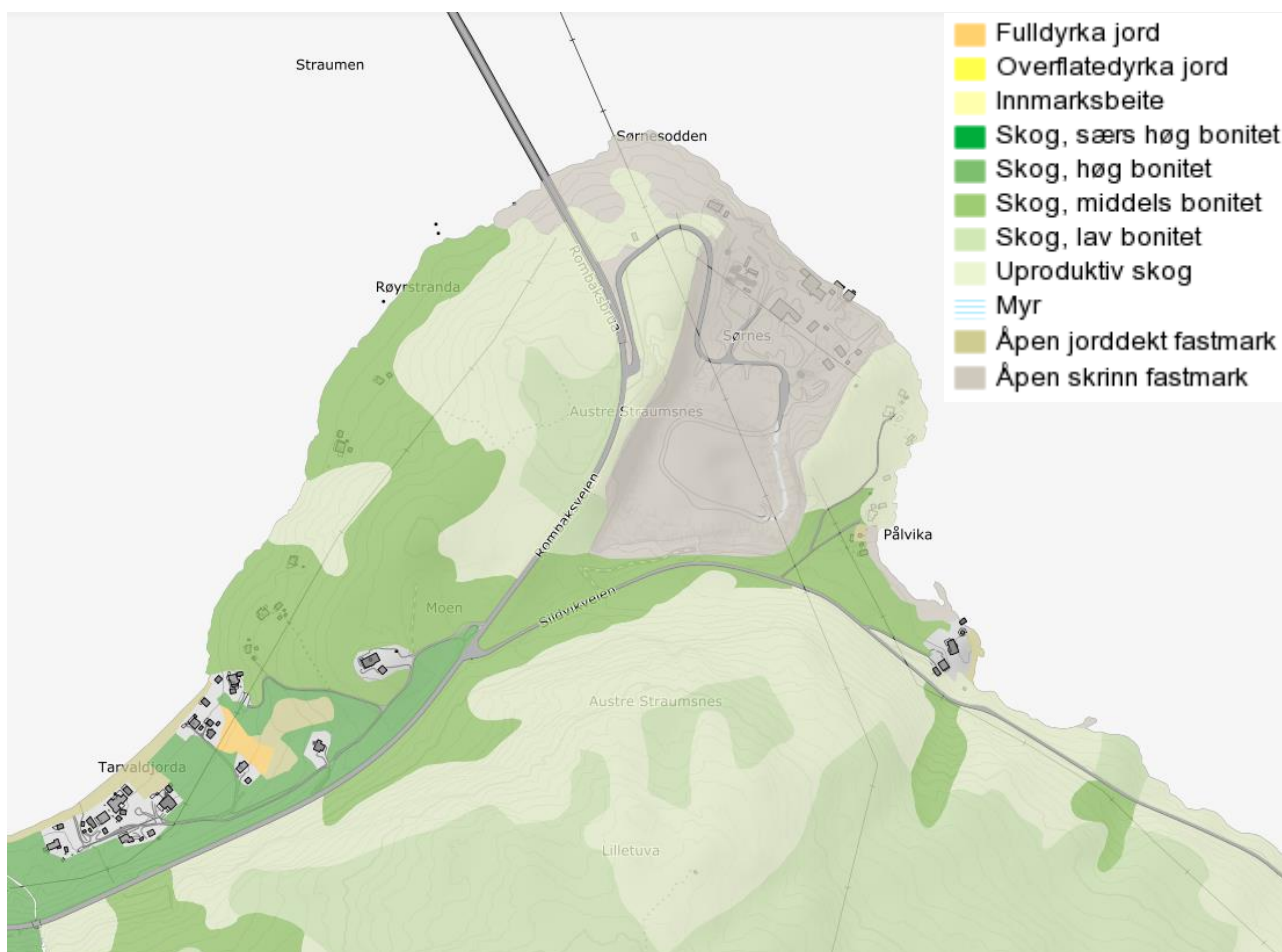 Straumen
Sørnesodden
Rombaksbrua
Røyrstranda
Sørnes
Austre Straumsnes
Rombaksveien
Pålvika
Moen
Sildvikveien
Austre Straumsnes
Tarvaldjorda
Lilletuva
Fulldyrka jord
Overflatedyrka jord
Innmarksbeite
Skog, særs høg bonitet
Skog, høg bonitet
Skog, middels bonitet
Skog, lav bonitet
Uproduktiv skog
Myr
Åpen jorddekt fastmark
Åpen skrinn fastmark